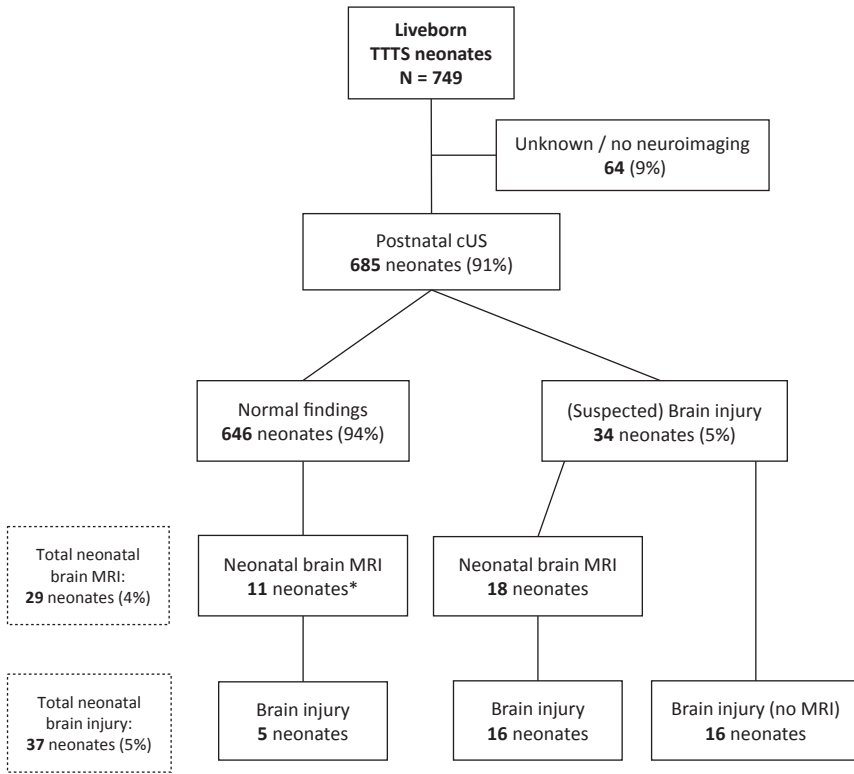 Liveborn
TTTS neonates
N = 749
Unknown / no neuroimaging
64 (9%)
Postnatal cUS
685 neonates (91%)
Normal findings
646 neonates (94%)
(Suspected) Brain injury
34 neonates (5%)
Total neonatal
brain MRI:
29 neonates (4%)
Neonatal brain MRI
11 neonates*
Neonatal brain MRI
18 neonates
Total neonatal
brain injury:
37 neonates (5%)
Brain injury
5 neonates
Brain injury
16 neonates
Brain injury (no MRI)
16 neonates